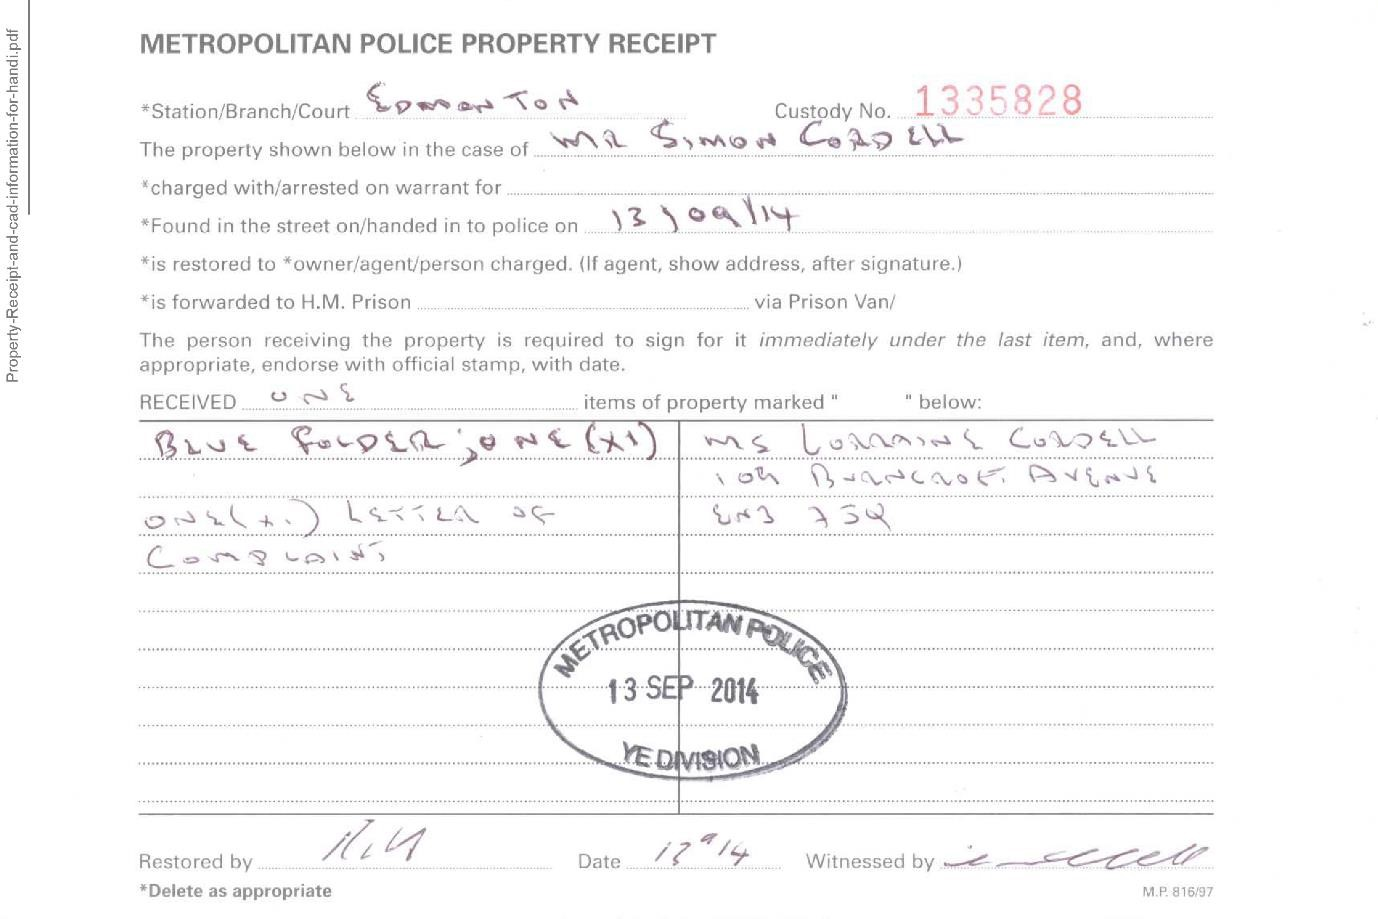 Property-Receipt-and-cad-information-for-handi.pdf
METROPOLITAN POLICE PROPERTY RECEIPT
*Station/Branch/Court EDMONTON Custody No. 1335828
The property shown below in the case of MR SIMON CORDELL
*charged with/arrested on warrant for
*Found in the street on/handed in to police on 13/09/14
*is restored to *owner/agent/person charged. (If agent, show address, after signature.)
*is forwarded to H.M. Prison via Prison Van/
The person receiving the property is required to sign for it immediately under the last item, and, where
appropriate, endorse with official stamp, with date.
RECEIVED ONE items of property marked " " below:
BLUE FOLDER; ONE (X1) MS LORRAINE CORDELL
109 BURNCROFT AVENUE
ONE (X1) LETTER OF EN3 7JQ
COMPLAINT
METROPOLITAN POLICE
13 SEP 2014
YE DIVISION
Restored by Date 13 9 14 Witnessed by
*Delete as appropriate M.P. 816/97